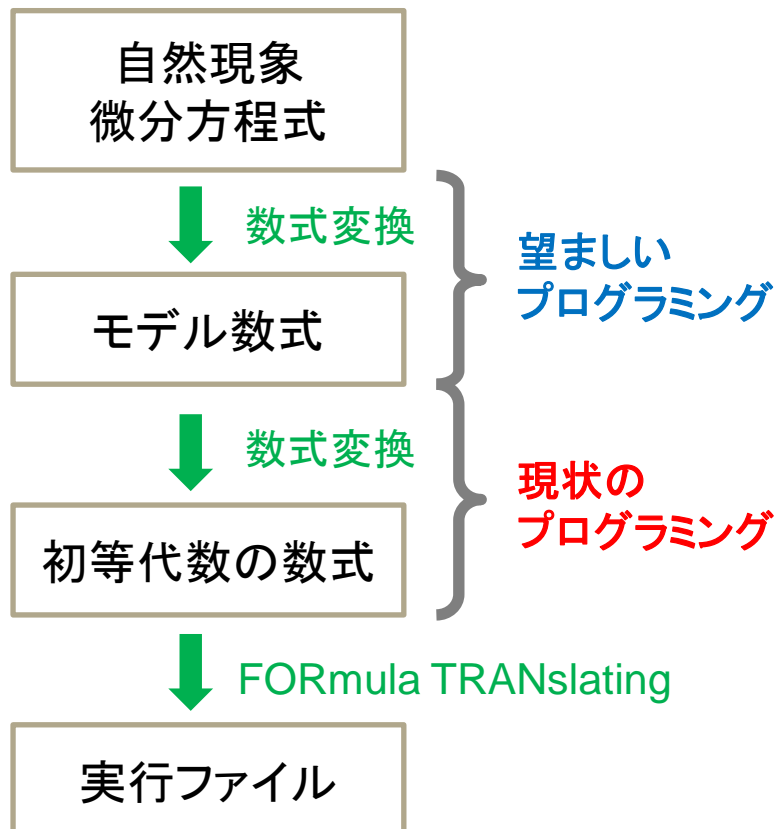 自然現象
微分方程式
数式変換
望ましい
プログラミング
モデル数式
数式変換
現状の
プログラミング
初等代数の数式
FORmula TRANslating
実行ファイル